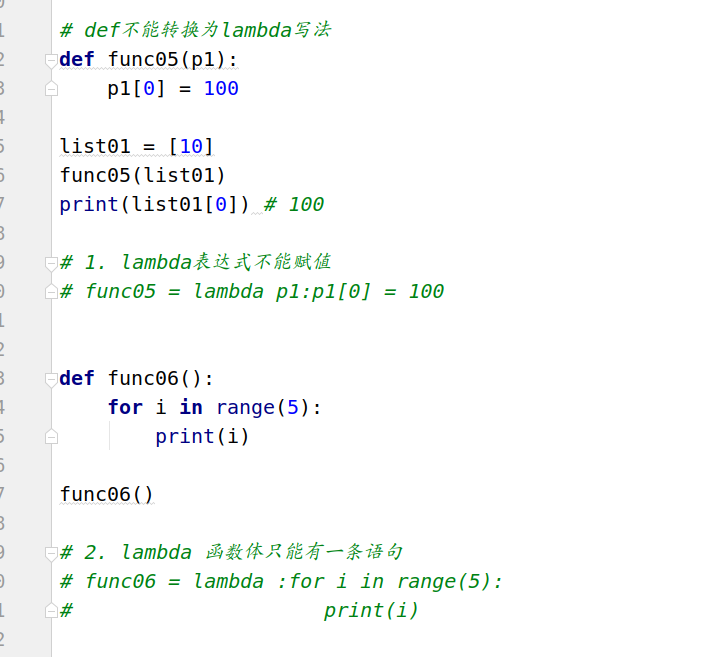 # def不能转换为lambda写法
def func05(p1):
    p1[0] = 100
list01 = [10]
func05(list01)
print(list01[0])  # 100
# 1. lambda表达式不能赋值
# func05 = lambda p1:p1[0] = 100
def func06():
    for i in range(5):
        print(i)
func06()
# 2. lambda 函数体只能有一条语句
# func06 = lambda :for i in range(5):
#                     print(i)